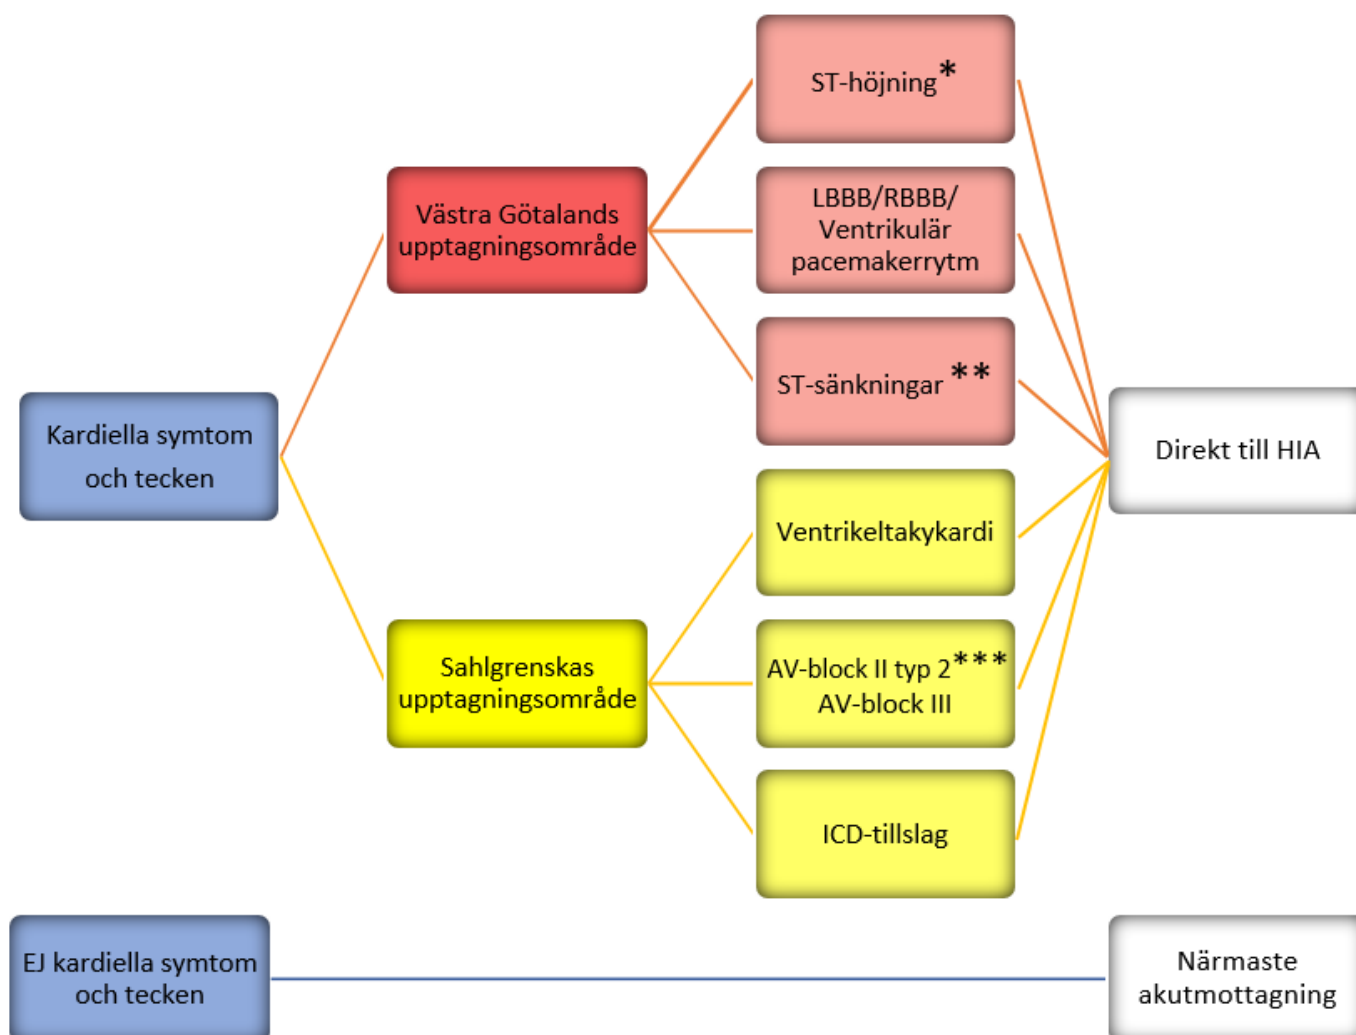 Kardiella symtom
och tecken
Västra Götalands
upptagningsområde
ST-höjning*
LBBB/RBBB/
Ventrikulär
pacemakerrytm
ST-sänkningar **
Sahlgrenskas
upptagningsområde
Ventrikeltakykardi
AV-block II typ 2***
AV-block III
ICD-tillslag
Direkt till HIA
EJ kardiella symtom
och tecken
Närmaste
akutmottagning